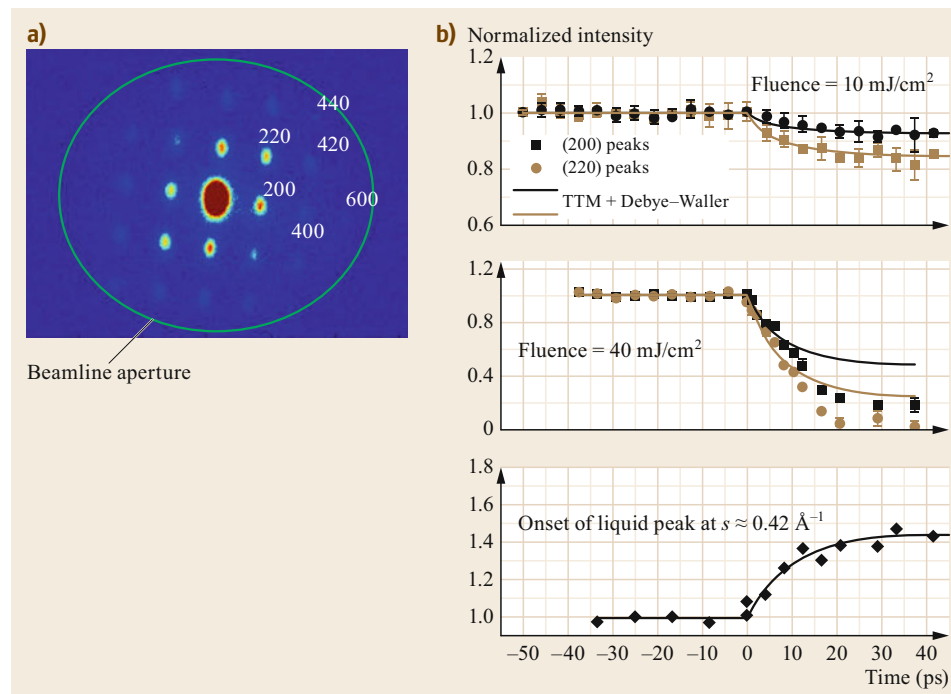 a)
440
220
420
200
600
400
Beamline aperture
b) Normalized intensity
1.2
1.0
0.8
0.6
Fluence = 10 mJ/cm²
(200) peaks
(220) peaks
TTM + Debye–Waller
1.2
0.8
0.4
0
Fluence = 40 mJ/cm²
1.8
1.6
1.4
1.2
1.0
Onset of liquid peak at s ≈ 0.42 Å⁻¹
–50 –40 –30 –20 –10 0 10 20 30 40
Time (ps)